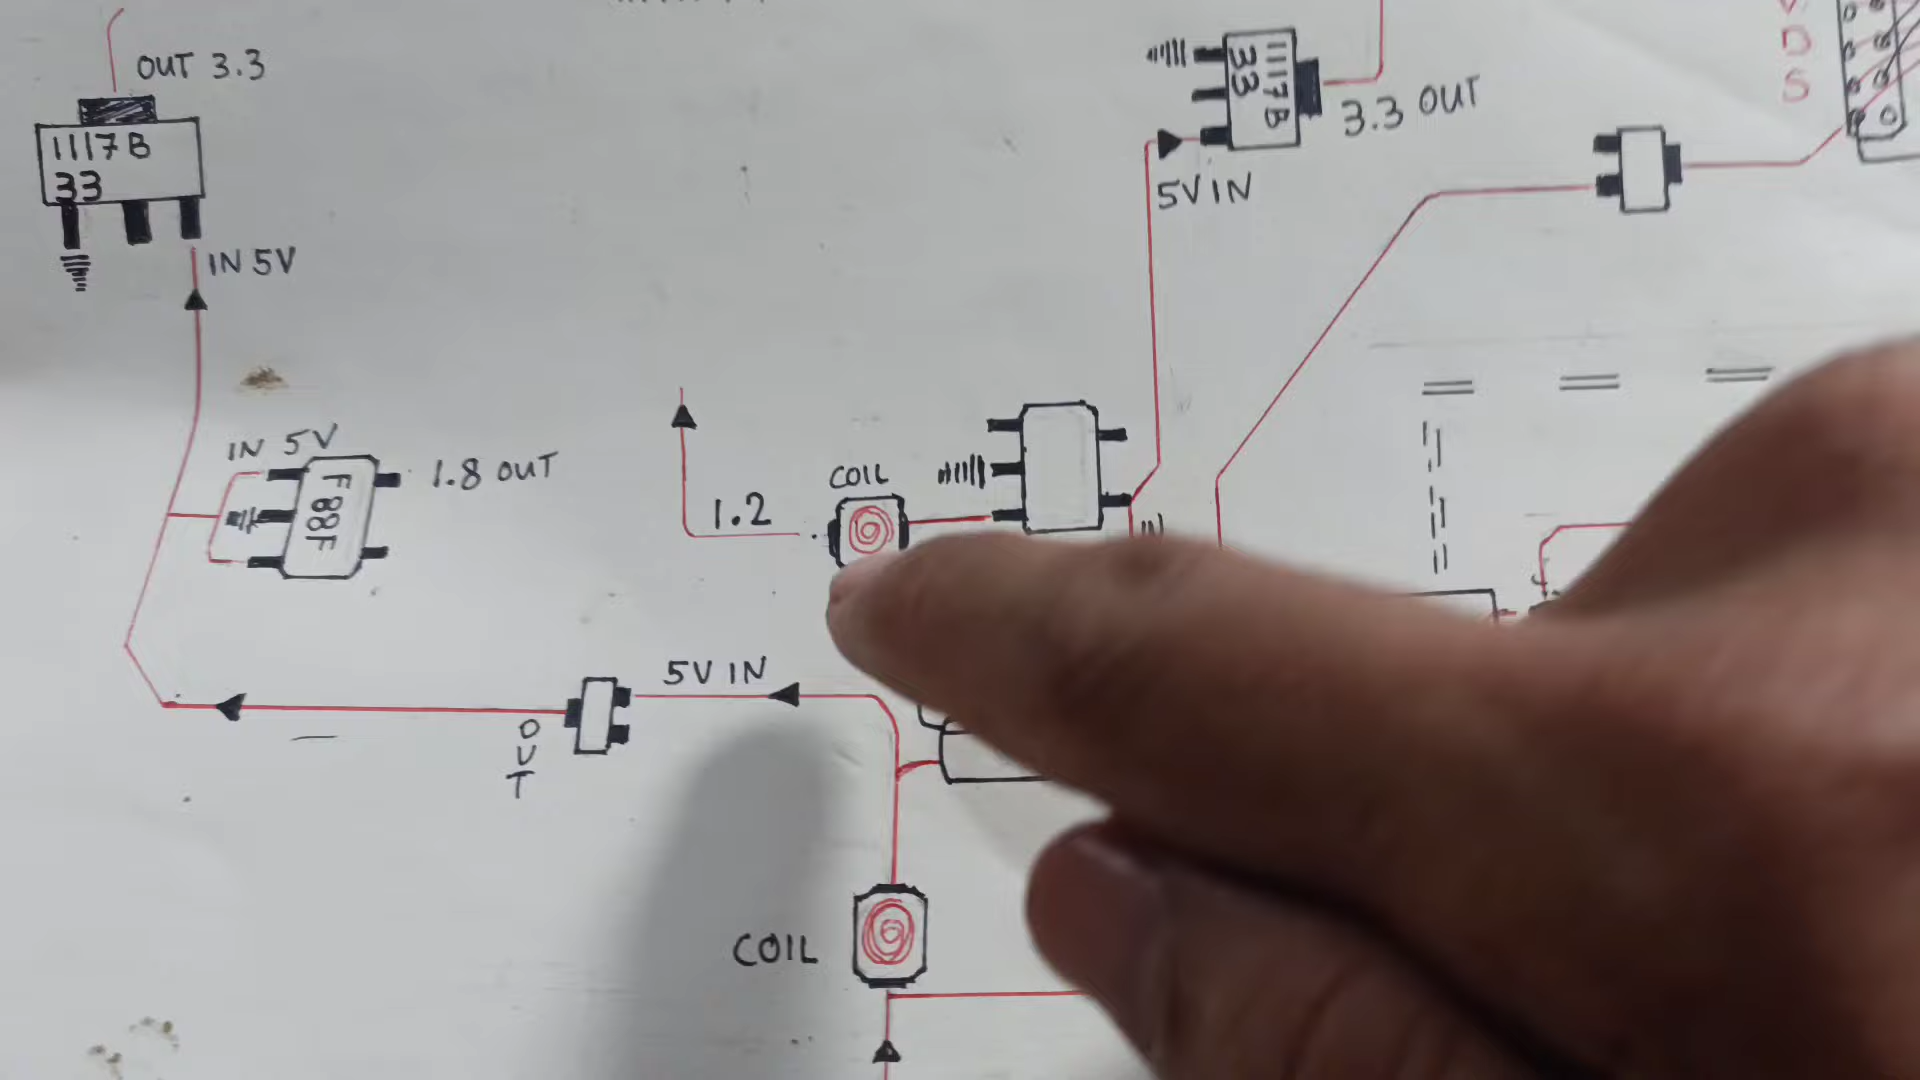 OUT 3.3
1117B
33
IN 5V
1117B
33
3.3 OUT
5V IN
D
S
IN 5V
F88F
1.8 OUT
COIL
1.2
IN
5V IN
OUT
COIL